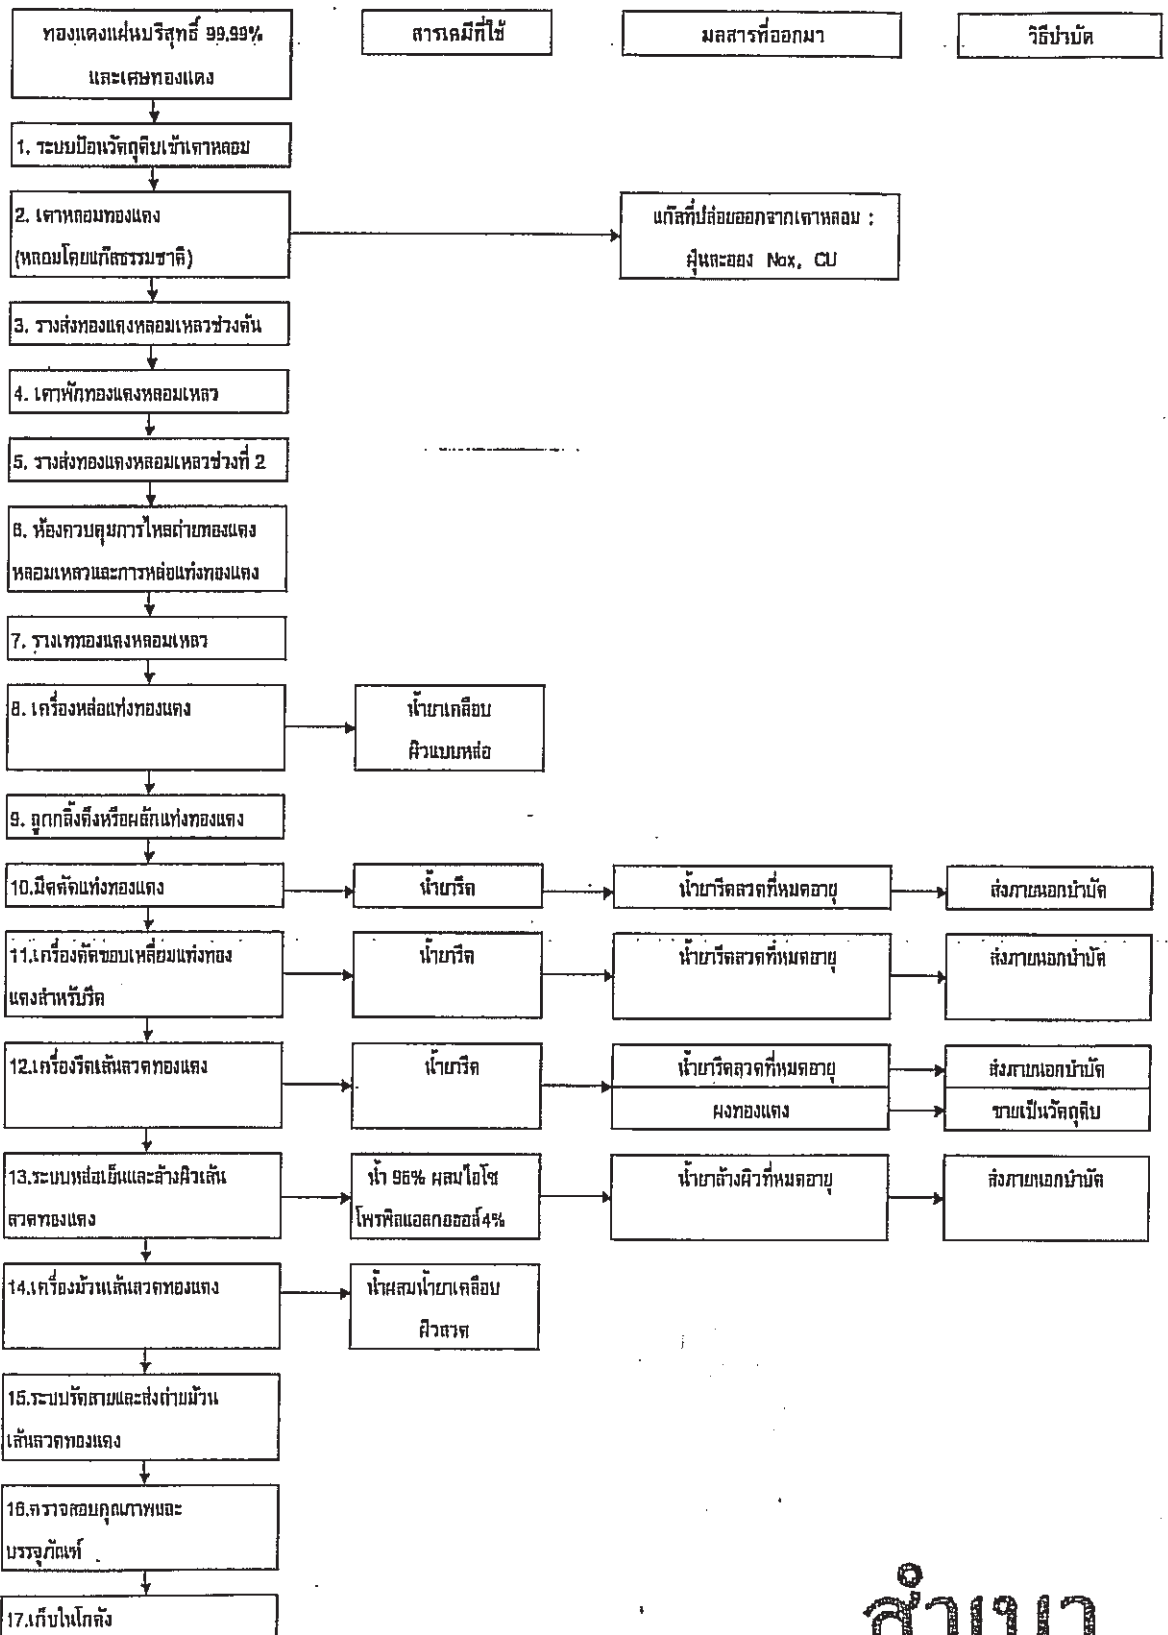 ทองแดงแผ่นบริสุทธิ์ 99.99%
และเศษทองแดง
สารเคมีที่ใช้
มลสารที่ออกมา
วิธีบำบัด
1. ระบบป้อนวัตถุดิบเข้าเตาหลอม
2. เตาหลอมทองแดง
(หลอมโดยแก๊สธรรมชาติ)
แก๊สที่ปล่อยออกจากเตาหลอม :
ฝุ่นละออง Nox, CU
3. รางส่งทองแดงหลอมเหลวช่วงต้น
4. เตาพักทองแดงหลอมเหลว
5. รางส่งทองแดงหลอมเหลวช่วงที่ 2
6. ห้องควบคุมการไหลถ่ายทองแดง
หลอมเหลวและการหล่อแท่งทองแดง
7. รางเททองแดงหลอมเหลว
8. เครื่องหล่อแท่งทองแดง
น้ำยาเคลือบ
ผิวแบบหล่อ
9. ลูกกลิ้งดึงหรือผลักแท่งทองแดง
10.มีดตัดแท่งทองแดง
น้ำยารีด
น้ำยารีดลวดที่หมดอายุ
ส่งภายนอกบำบัด
11.เครื่องตัดขอบเหลี่ยมแท่งทอง
แดงสำหรับรีด
น้ำยารีด
น้ำยารีดลวดที่หมดอายุ
ส่งภายนอกบำบัด
12.เครื่องรีดเส้นลวดทองแดง
น้ำยารีด
น้ำยารีดลวดที่หมดอายุ
ส่งภายนอกบำบัด
ผงทองแดง
ขายเป็นวัตถุดิบ
13.ระบบหล่อเย็นและล้างผิวเส้น
ลวดทองแดง
น้ำ 96% ผสมไอโซ
โพรพิลแอลกอฮอล์4%
น้ำยาล้างผิวที่หมดอายุ
ส่งภายนอกบำบัด
14.เครื่องม้วนเส้นลวดทองแดง
น้ำผสมน้ำยาเคลือบ
ผิวลวด
15.ระบบรัดสายและส่งถ่ายม้วน
เส้นลวดทองแดง
16.ตรวจสอบคุณภาพและ
บรรจุภัณฑ์
17.เก็บในโกดัง
สำเนา